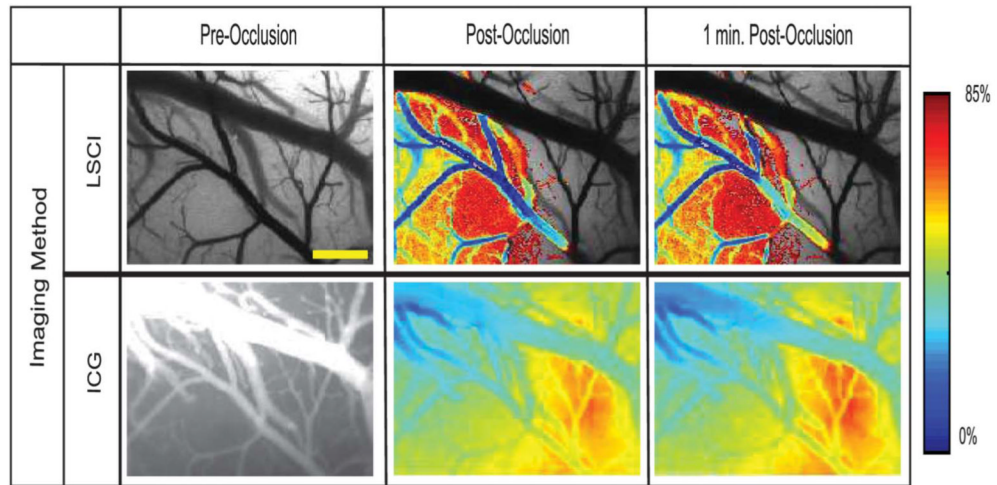 Pre-Occlusion
Post-Occlusion
1 min. Post-Occlusion
Imaging Method
LSCI
ICG
85%
0%